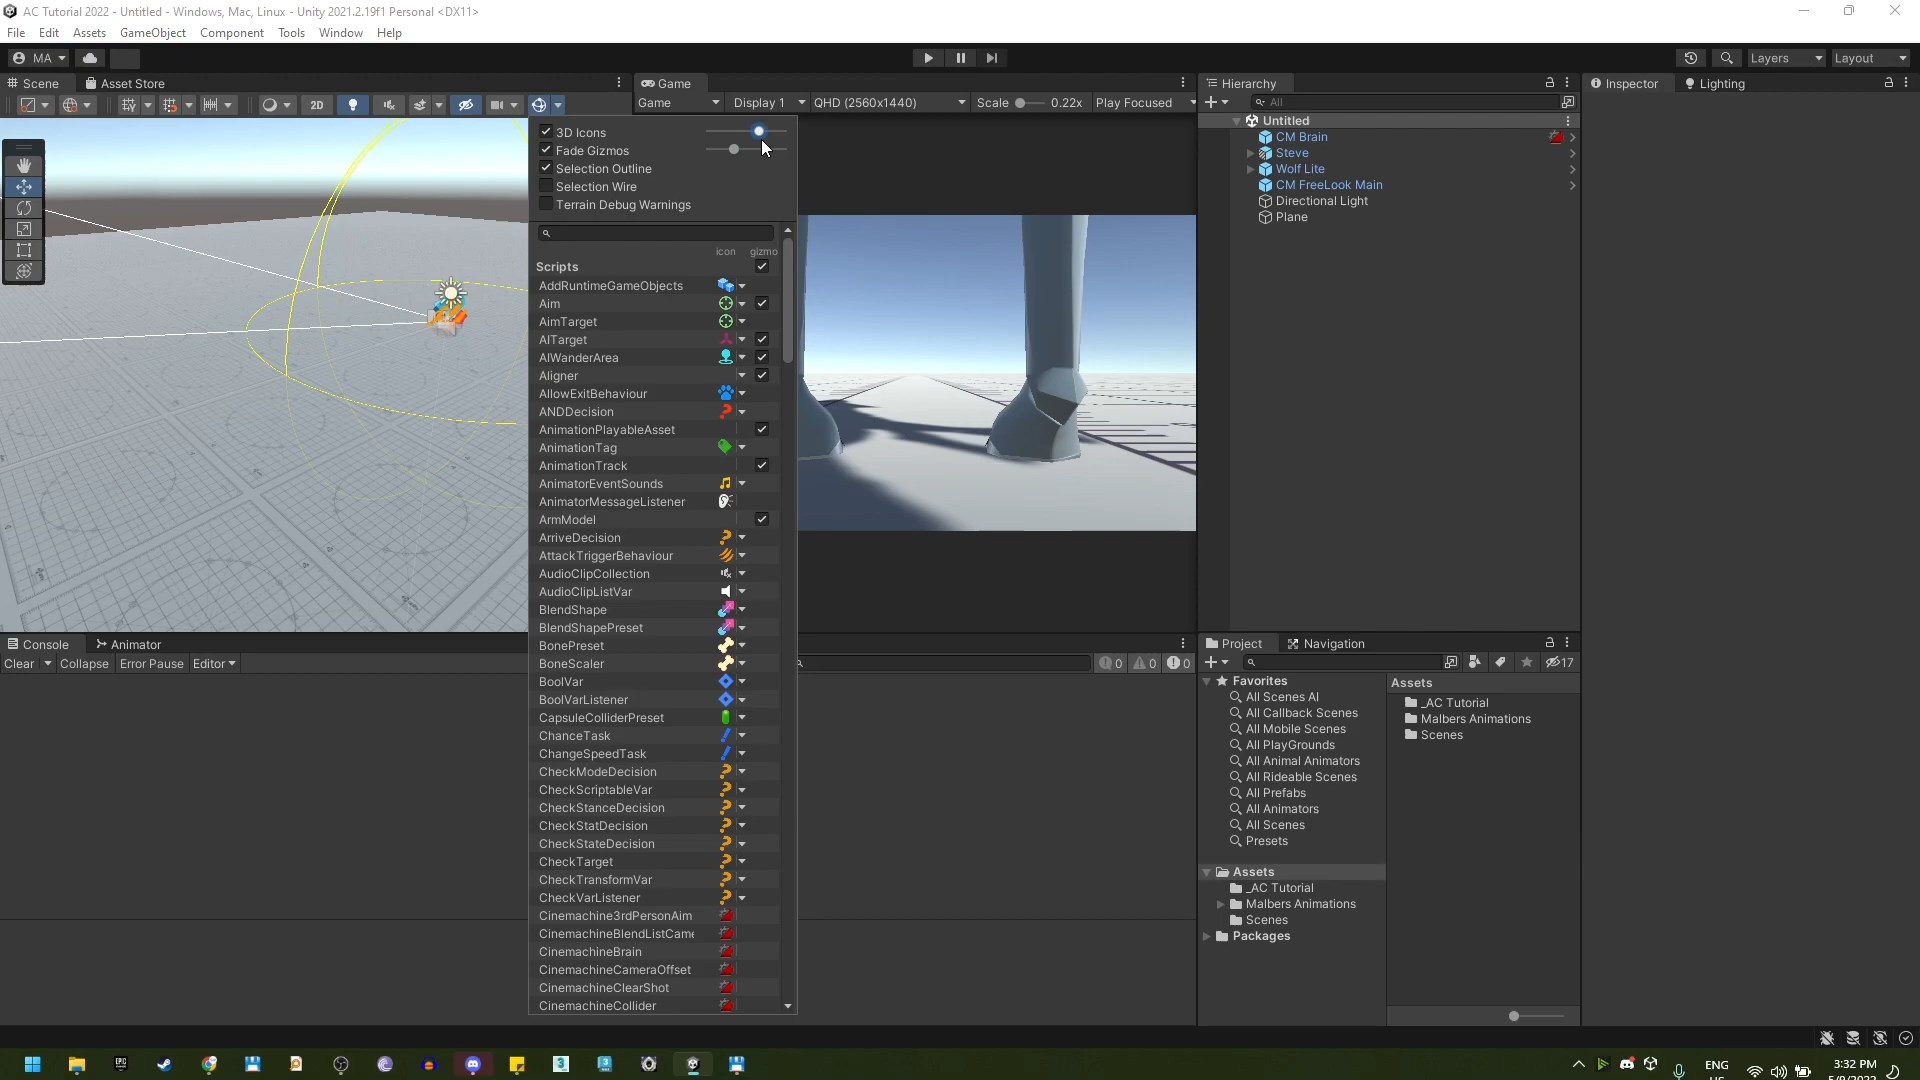 AC Tutorial 2022 - Untitled - Windows, Mac, Linux - Unity 2021.2.19f1 Personal <DX11>
File Edit Assets GameObject Component Tools Window Help
MA Layers Layout
Scene Asset Store Game Hierarchy Inspector Lighting
2D Game Display 1 QHD (2560x1440) Scale 0.22x Play Focused All
3D Icons
Fade Gizmos
Selection Outline
Selection Wire
Terrain Debug Warnings
icon gizmo
Scripts
AddRuntimeGameObjects
Aim
AimTarget
AITarget
AIWanderArea
Aligner
AllowExitBehaviour
ANDDecision
AnimationPlayableAsset
AnimationTag
AnimationTrack
AnimatorEventSounds
AnimatorMessageListener
ArmModel
ArriveDecision
AttackTriggerBehaviour
AudioClipCollection
AudioClipListVar
BlendShape
BlendShapePreset
BonePreset
BoneScaler
BoolVar
BoolVarListener
CapsuleColliderPreset
ChanceTask
ChangeSpeedTask
CheckModeDecision
CheckScriptableVar
CheckStanceDecision
CheckStatDecision
CheckStateDecision
CheckTarget
CheckTransformVar
CheckVarListener
Cinemachine3rdPersonAim
CinemachineBlendListCame
CinemachineBrain
CinemachineCameraOffset
CinemachineClearShot
CinemachineCollider
Untitled
CM Brain
Steve
Wolf Lite
CM FreeLook Main
Directional Light
Plane
Console Animator
Clear Collapse Error Pause Editor 0 0 0
Project Navigation
17
Favorites
All Scenes AI
All Callback Scenes
All Mobile Scenes
All PlayGrounds
All Animal Animators
All Rideable Scenes
All Prefabs
All Animators
All Scenes
Presets
Assets
_AC Tutorial
Malbers Animations
Scenes
Packages
Assets
_AC Tutorial
Malbers Animations
Scenes
ENG
3:32 PM